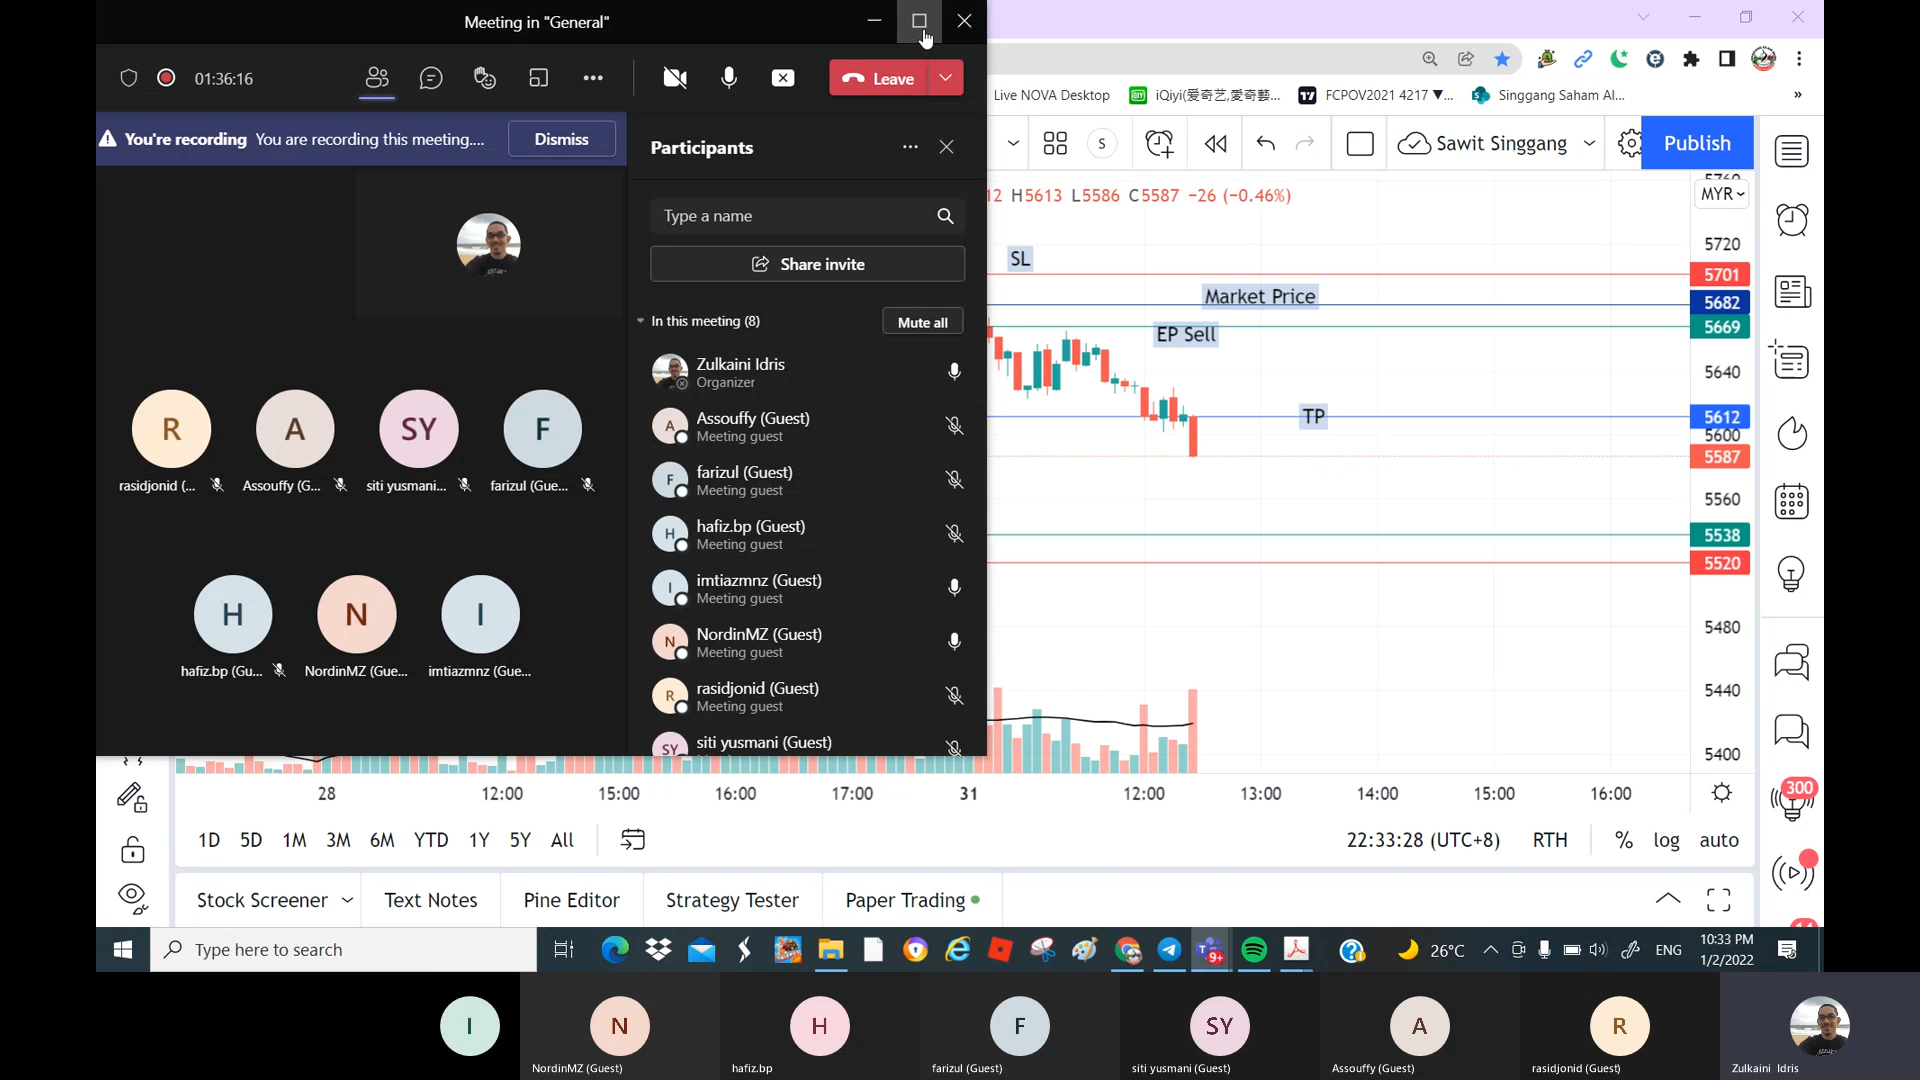 Meeting in "General"
01:36:16
Leave
You're recording You are recording this meeting....
Dismiss
Participants
Type a name
Share invite
In this meeting (8)
Mute all
Zulkaini Idris
Organizer
A
Assouffy (Guest)
Meeting guest
F
farizul (Guest)
Meeting guest
H
hafiz.bp (Guest)
Meeting guest
I
imtiazmnz (Guest)
Meeting guest
N
NordinMZ (Guest)
Meeting guest
R
rasidjonid (Guest)
Meeting guest
SY
siti yusmani (Guest)
R
A
SY
F
rasidjonid (...
Assouffy (G...
siti yusmani...
farizul (Gue...
H
N
I
hafiz.bp (Gu...
NordinMZ (Gue...
imtiazmnz (Gue...
Live NOVA Desktop
iQiyi(爱奇艺,愛奇藝...
FCPOV2021 4217 ▼...
Singgang Saham Al...
»
S
Sawit Singgang
Publish
12 H5613 L5586 C5587 −26 (−0.46%)
5760
MYR
5720
5701
5682
5669
5640
5612
5600
5587
5560
5538
5520
5480
5440
5400
SL
Market Price
EP Sell
TP
300
28
12:00
15:00
16:00
17:00
31
12:00
13:00
14:00
15:00
16:00
1D 5D 1M 3M 6M YTD 1Y 5Y All
22:33:28 (UTC+8)
RTH
%
log
auto
Stock Screener
Text Notes
Pine Editor
Strategy Tester
Paper Trading
Type here to search
9+
26°C
ENG
10:33 PM
1/2/2022
I
N
H
F
SY
A
R
NordinMZ (Guest)
hafiz.bp
farizul (Guest)
siti yusmani (Guest)
Assouffy (Guest)
rasidjonid (Guest)
Zulkaini Idris